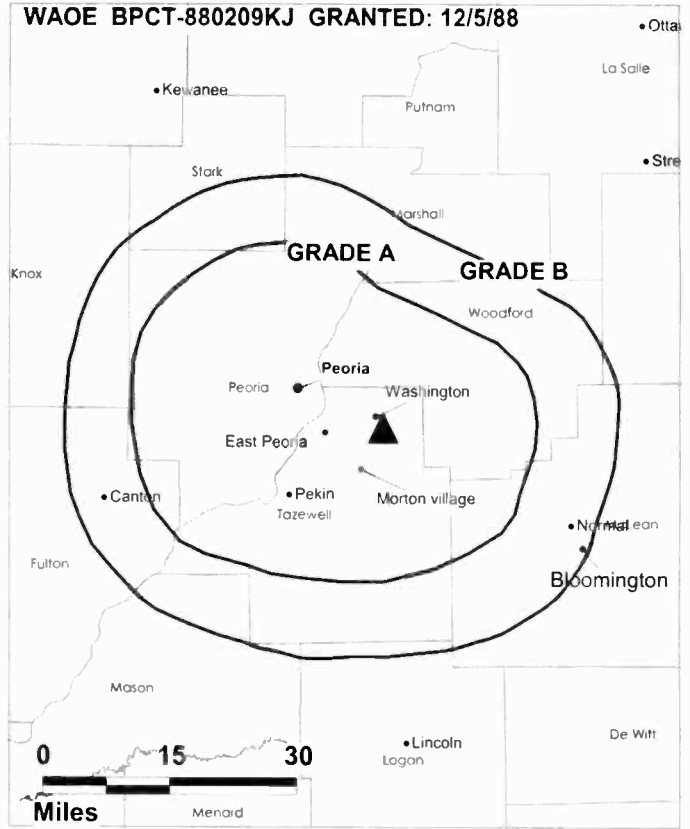 WAOE BPCT-880209KJ GRANTED: 12/5/88
Otta
La Salle
Kewanee
Putnam
Stre
Stark
Marshall
GRADE A
GRADE B
Knox
Woodford
Peoria
Peoria
Washington
East Peoria
Canton
Pekin
Morton village
Tazewell
Normal
McLean
Fulton
Bloomington
Mason
De Witt
Lincoln
Logan
0 15 30
Miles
Menard